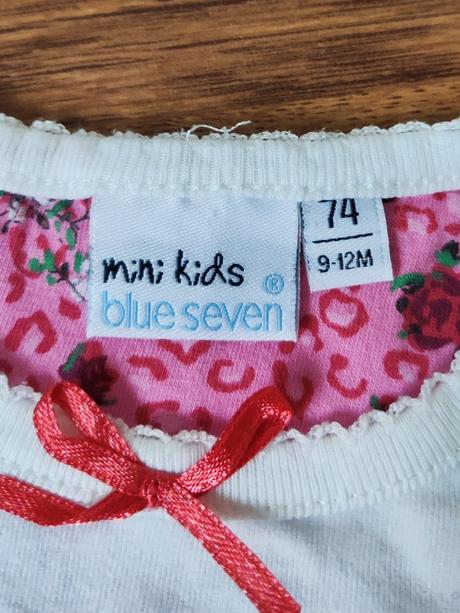 mini kids
blue seven®
74
9-12M